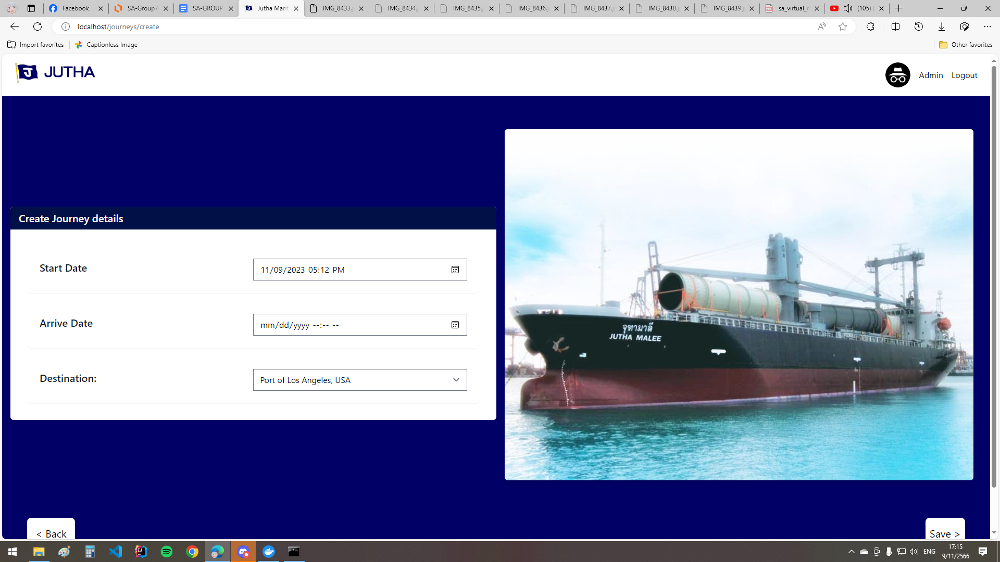 Facebook
SA-Group7
SA-GROUP
Jutha Marit
IMG_8433.j
IMG_8434.j
IMG_8435.j
IMG_8436.j
IMG_8437.j
IMG_8438.j
IMG_8439.j
sa_virtual_n
(105)
localhost/journeys/create
Import favorites
Captionless Image
Other favorites
J JUTHA
Admin
Logout
Create Journey details
Start Date
11/09/2023 05:12 PM
Arrive Date
mm/dd/yyyy --:-- --
Destination:
Port of Los Angeles, USA
จุฑามาลี
JUTHA MALEE
< Back
Save >
ENG
17:15
9/11/2566